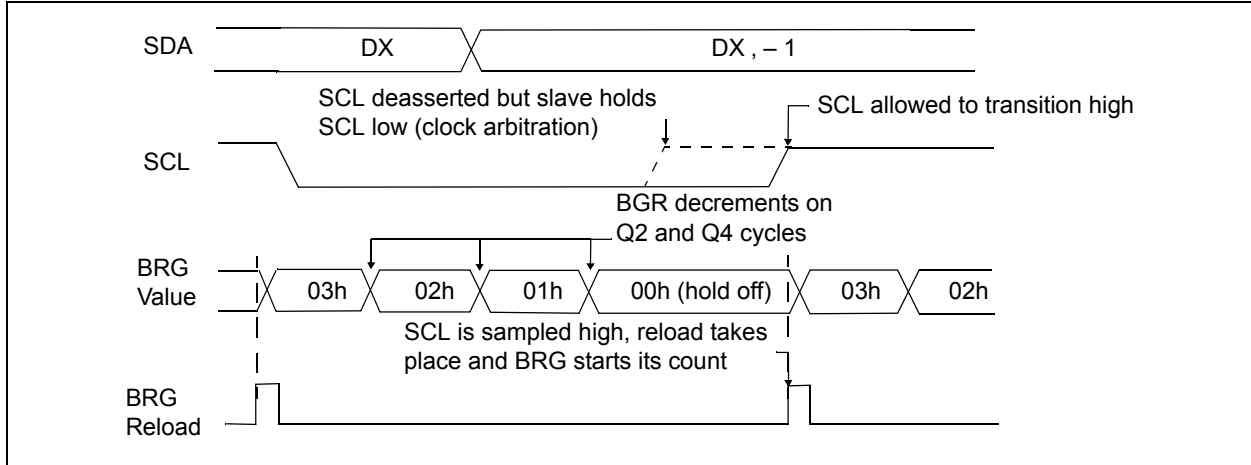 SDA
DX
DX , – 1
SCL deasserted but slave holds
SCL low (clock arbitration)
SCL allowed to transition high
SCL
BGR decrements on
Q2 and Q4 cycles
BRG
Value
03h
02h
01h
00h (hold off)
03h
02h
SCL is sampled high, reload takes
place and BRG starts its count
BRG
Reload